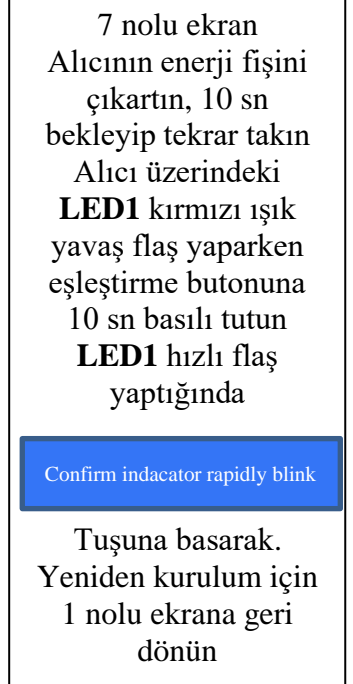 7 nolu ekran
Alıcının enerji fişini
çıkartın, 10 sn
bekleyip tekrar takın
Alıcı üzerindeki
LED1 kırmızı ışık
yavaş flaş yaparken
eşleştirme butonuna
10 sn basılı tutun
LED1 hızlı flaş
yaptığında
Confirm indacator rapidly blink
Tuşuna basarak.
Yeniden kurulum için
1 nolu ekrana geri
dönün